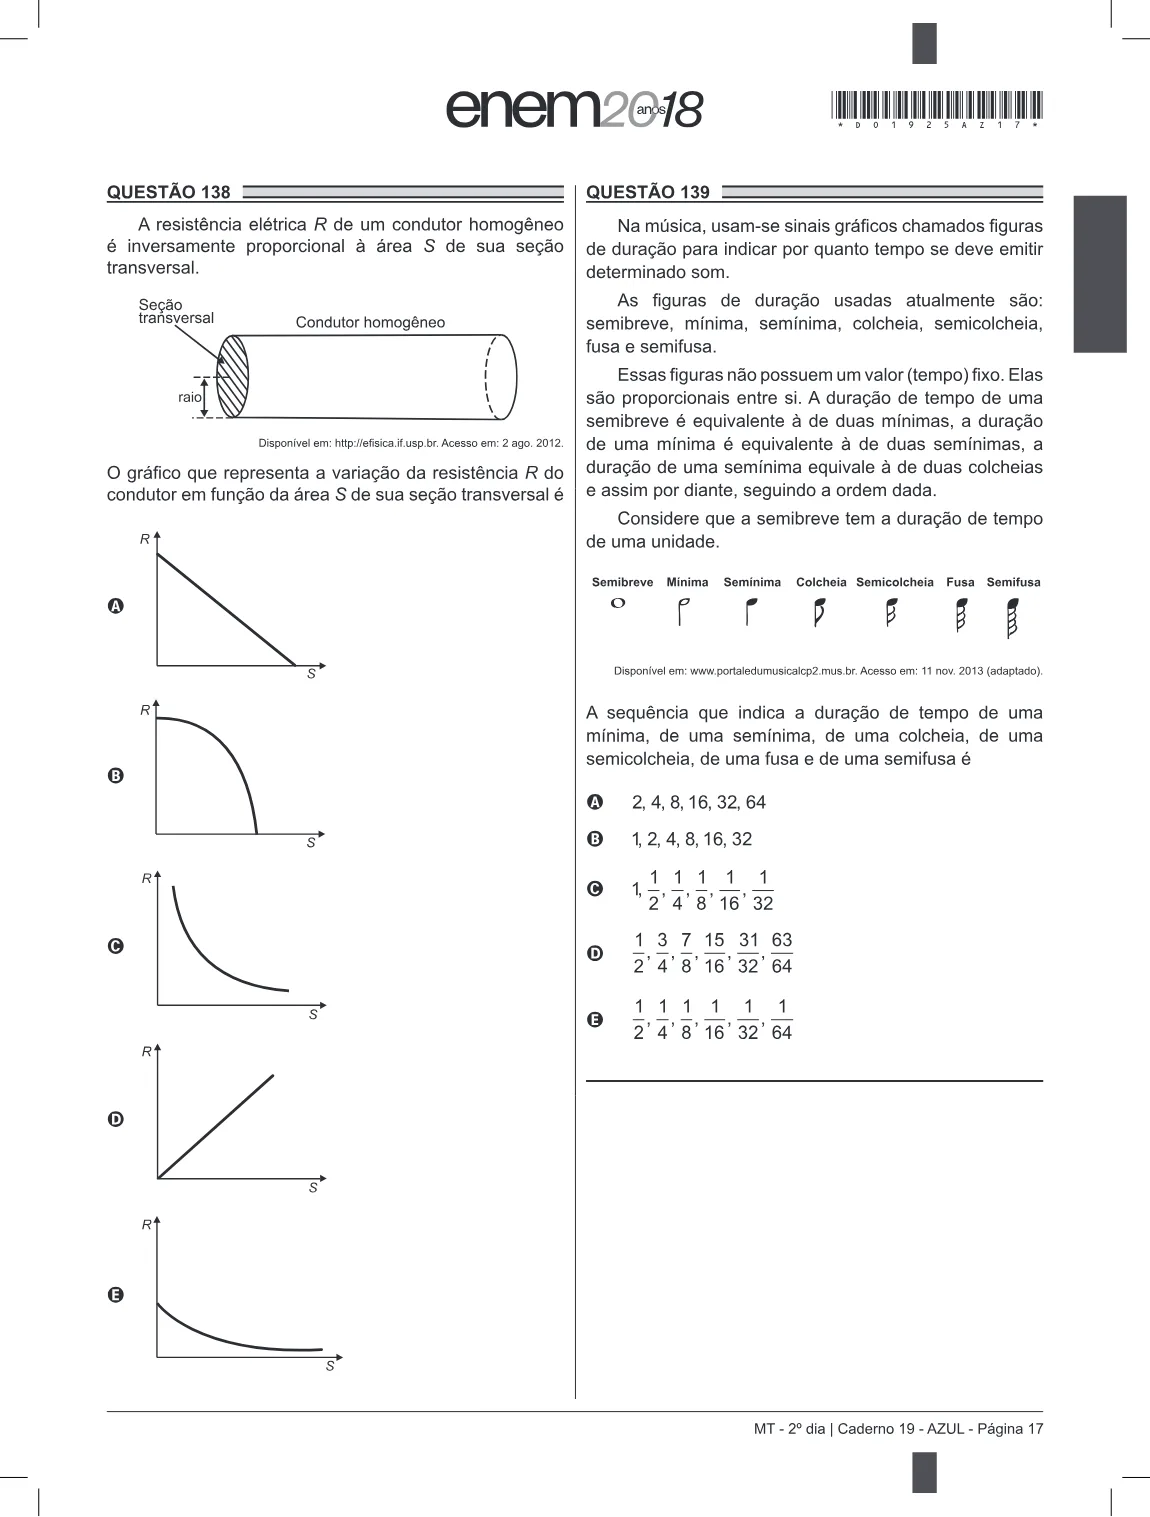 enem20anos18
*DO1925AZ17*
QUESTÃO 138
A resistência elétrica R de um condutor homogêneo
é inversamente proporcional à área S de sua seção
transversal.
Seção
transversal
Condutor homogêneo
raio
Disponível em: http://efisica.if.usp.br. Acesso em: 2 ago. 2012.
O gráfico que representa a variação da resistência R do
condutor em função da área S de sua seção transversal é
R
A
S
R
B
S
R
C
S
R
D
S
R
E
S
QUESTÃO 139
Na música, usam-se sinais gráficos chamados figuras
de duração para indicar por quanto tempo se deve emitir
determinado som.
As figuras de duração usadas atualmente são:
semibreve, mínima, semínima, colcheia, semicolcheia,
fusa e semifusa.
Essas figuras não possuem um valor (tempo) fixo. Elas
são proporcionais entre si. A duração de tempo de uma
semibreve é equivalente à de duas mínimas, a duração
de uma mínima é equivalente à de duas semínimas, a
duração de uma semínima equivale à de duas colcheias
e assim por diante, seguindo a ordem dada.
Considere que a semibreve tem a duração de tempo
de uma unidade.
Semibreve Mínima Semínima Colcheia Semicolcheia Fusa Semifusa
Disponível em: www.portaledumusicalcp2.mus.br. Acesso em: 11 nov. 2013 (adaptado).
A sequência que indica a duração de tempo de uma
mínima, de uma semínima, de uma colcheia, de uma
semicolcheia, de uma fusa e de uma semifusa é
A 2, 4, 8, 16, 32, 64
B 1, 2, 4, 8, 16, 32
C 1, 1/2, 1/4, 1/8, 1/16, 1/32
D 1/2, 3/4, 7/8, 15/16, 31/32, 63/64
E 1/2, 1/4, 1/8, 1/16, 1/32, 1/64
MT - 2º dia | Caderno 19 - AZUL - Página 17